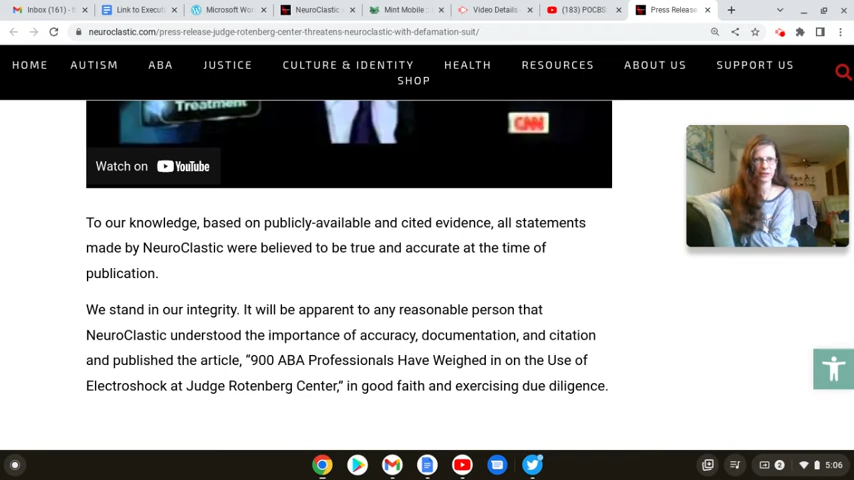 Inbox (161) -
Link to Execut
Microsoft Wor
NeuroClastic
Mint Mobile
Video Details
(183) POCBS
Press Release
neuroclastic.com/press-release-judge-rotenberg-center-threatens-neuroclastic-with-defamation-suit/
HOME AUTISM ABA JUSTICE CULTURE & IDENTITY HEALTH RESOURCES ABOUT US SUPPORT US
SHOP
Treatment
CNN
Watch on YouTube
To our knowledge, based on publicly-available and cited evidence, all statements
made by NeuroClastic were believed to be true and accurate at the time of
publication.
We stand in our integrity. It will be apparent to any reasonable person that
NeuroClastic understood the importance of accuracy, documentation, and citation
and published the article, “900 ABA Professionals Have Weighed in on the Use of
Electroshock at Judge Rotenberg Center,” in good faith and exercising due diligence.
2
5:06